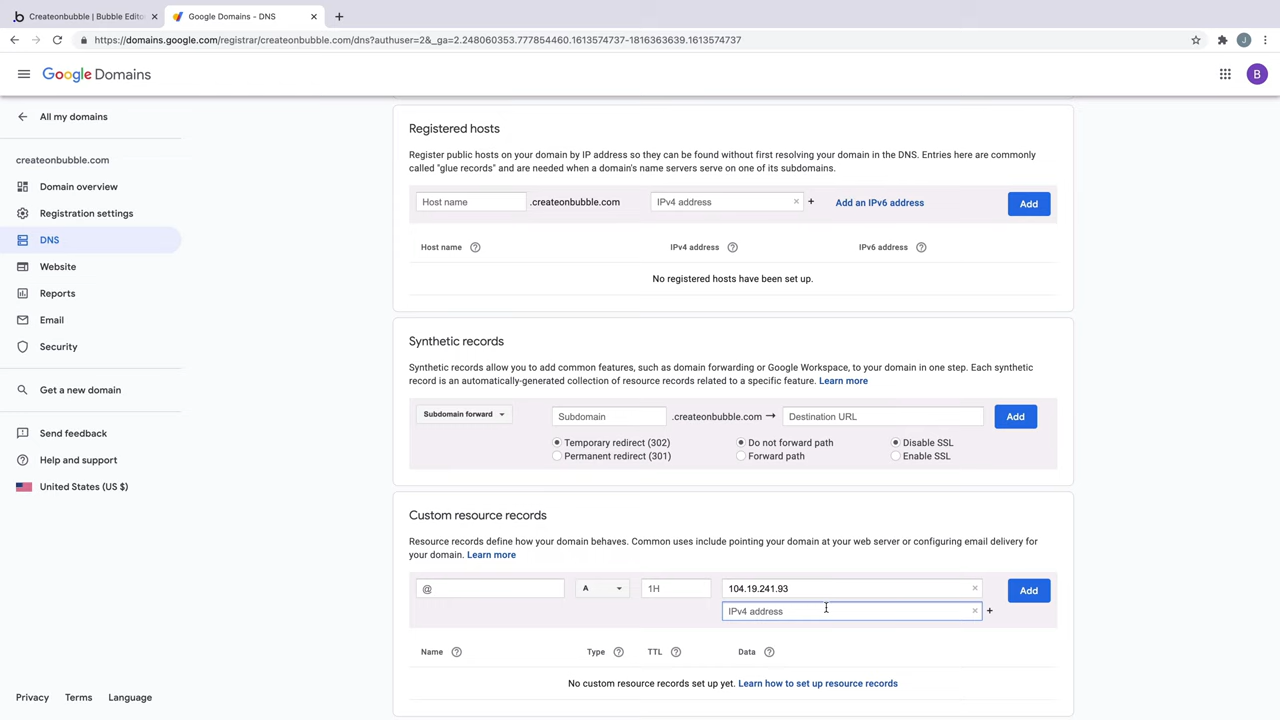 Createonbubble | Bubble Edito
Google Domains - DNS
https://domains.google.com/registrar/createonbubble.com/dns?authuser=2&_ga=2.248060353.777854460.1613574737-1816363639.1613574737
J
Google Domains
B
All my domains
createonbubble.com
Domain overview
Registration settings
DNS
Website
Reports
Email
Security
Get a new domain
Send feedback
Help and support
United States (US $)
Privacy Terms Language
Registered hosts
Register public hosts on your domain by IP address so they can be found without first resolving your domain in the DNS. Entries here are commonly
called "glue records" and are needed when a domain's name servers serve on one of its subdomains.
Host name .createonbubble.com IPv4 address × + Add an IPv6 address Add
Host name ? IPv4 address ? IPv6 address ?
No registered hosts have been set up.
Synthetic records
Synthetic records allow you to add common features, such as domain forwarding or Google Workspace, to your domain in one step. Each synthetic
record is an automatically-generated collection of resource records related to a specific feature. Learn more
Subdomain forward Subdomain .createonbubble.com → Destination URL Add
Temporary redirect (302) Do not forward path Disable SSL
Permanent redirect (301) Forward path Enable SSL
Custom resource records
Resource records define how your domain behaves. Common uses include pointing your domain at your web server or configuring email delivery for
your domain. Learn more
@ A 1H 104.19.241.93 × Add
IPv4 address × +
Name ? Type ? TTL ? Data ?
No custom resource records set up yet. Learn how to set up resource records